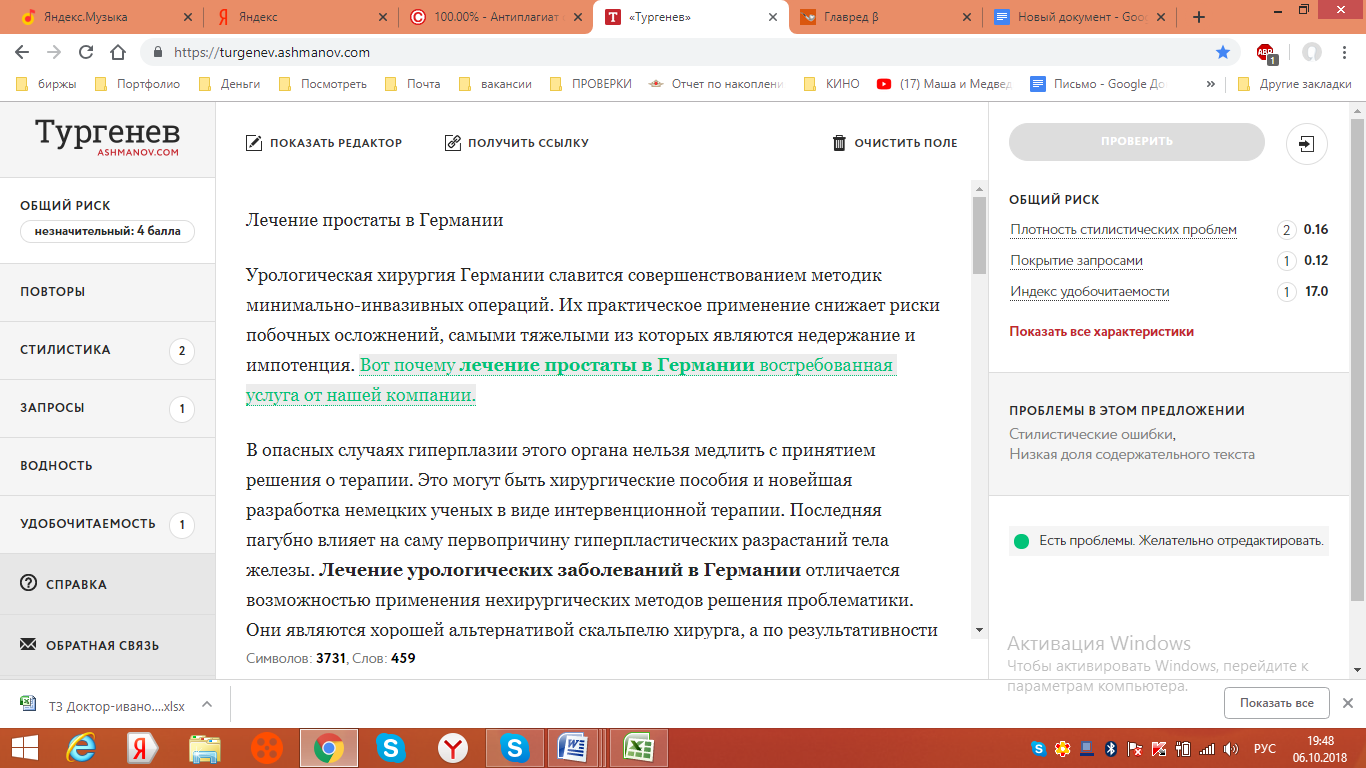 Яндекс.Музыка
Яндекс
100.00% - Антиплагиат
«Тургенев»
Главред β
Новый документ - Goo
https://turgenev.ashmanov.com
ABP
1
биржы
Портфолио
Деньги
Посмотреть
Почта
вакансии
ПРОВЕРКИ
Отчет по накоплени
КИНО
(17) Маша и Медвед
Письмо - Google До
»
Другие закладки
Тургенев
ASHMANOV.COM
ОБЩИЙ РИСК
незначительный: 4 балла
ПОВТОРЫ
СТИЛИСТИКА 2
ЗАПРОСЫ 1
ВОДНОСТЬ
УДОБОЧИТАЕМОСТЬ 1
СПРАВКА
ОБРАТНАЯ СВЯЗЬ
ПОКАЗАТЬ РЕДАКТОР
ПОЛУЧИТЬ ССЫЛКУ
ОЧИСТИТЬ ПОЛЕ
Лечение простаты в Германии
Урологическая хирургия Германии славится совершенствованием методик
минимально-инвазивных операций. Их практическое применение снижает риски
побочных осложнений, самыми тяжелыми из которых являются недержание и
импотенция. Вот почему лечение простаты в Германии востребованная
услуга от нашей компании.
В опасных случаях гиперплазии этого органа нельзя медлить с принятием
решения о терапии. Это могут быть хирургические пособия и новейшая
разработка немецких ученых в виде интервенционной терапии. Последняя
пагубно влияет на саму первопричину гиперпластических разрастаний тела
железы. Лечение урологических заболеваний в Германии отличается
возможностью применения нехирургических методов решения проблематики.
Они являются хорошей альтернативой скальпелю хирурга, а по результативности
Символов: 3731, Слов: 459
ПРОВЕРИТЬ
ОБЩИЙ РИСК
Плотность стилистических проблем 2 0.16
Покрытие запросами 1 0.12
Индекс удобочитаемости 1 17.0
Показать все характеристики
ПРОБЛЕМЫ В ЭТОМ ПРЕДЛОЖЕНИИ
Стилистические ошибки,
Низкая доля содержательного текста
Есть проблемы. Желательно отредактировать.
Активация Windows
Чтобы активировать Windows, перейдите к
параметрам компьютера.
ТЗ Доктор-ивано....xlsx
Показать все
РУС
19:48
06.10.2018